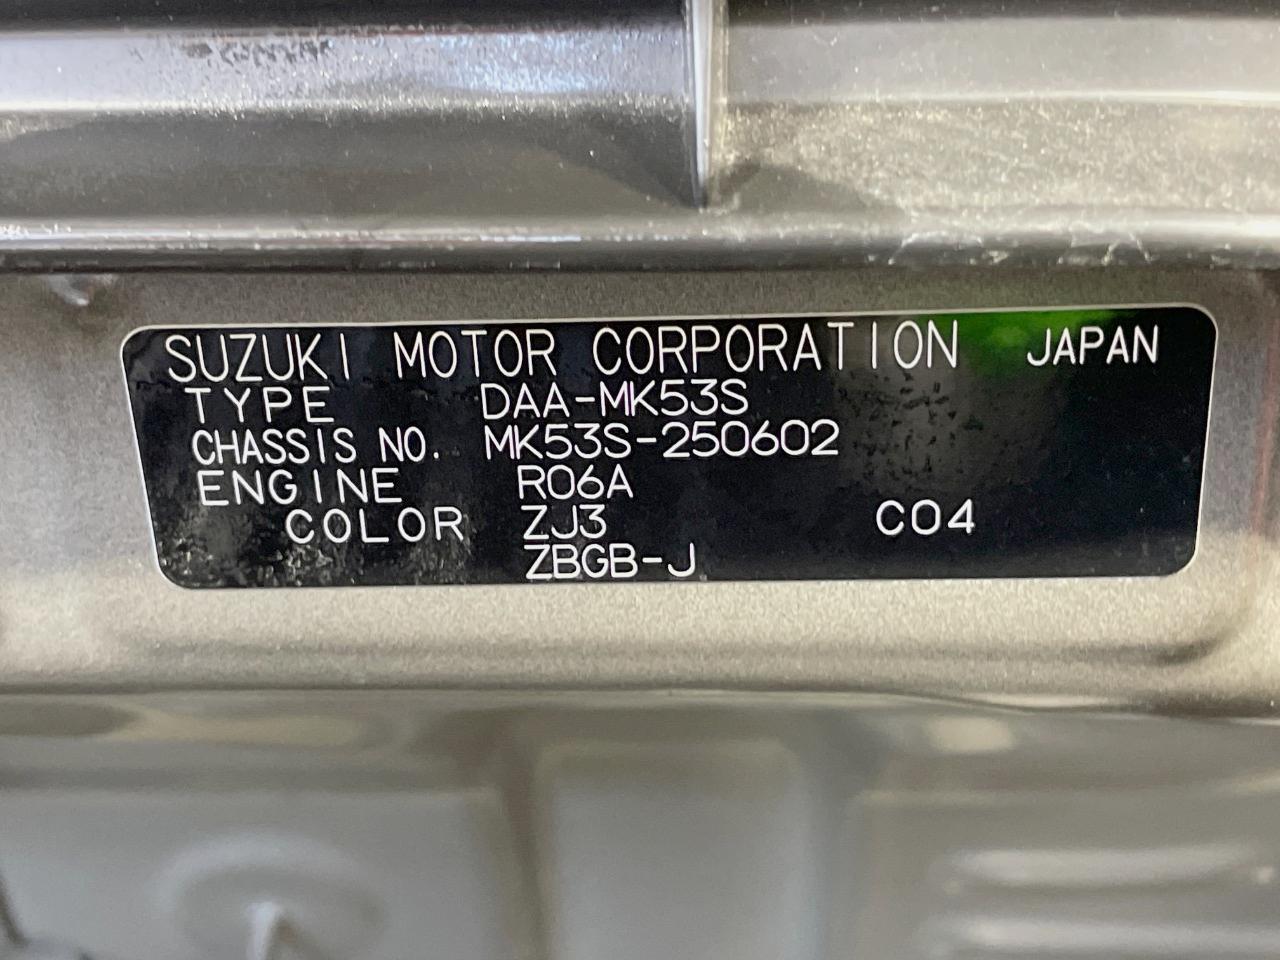 SUZUKI MOTOR CORPORATION JAPAN
TYPE DAA-MK53S
CHASSIS NO. MK53S-250602
ENGINE R06A
COLOR ZJ3 C04
ZBGB-J